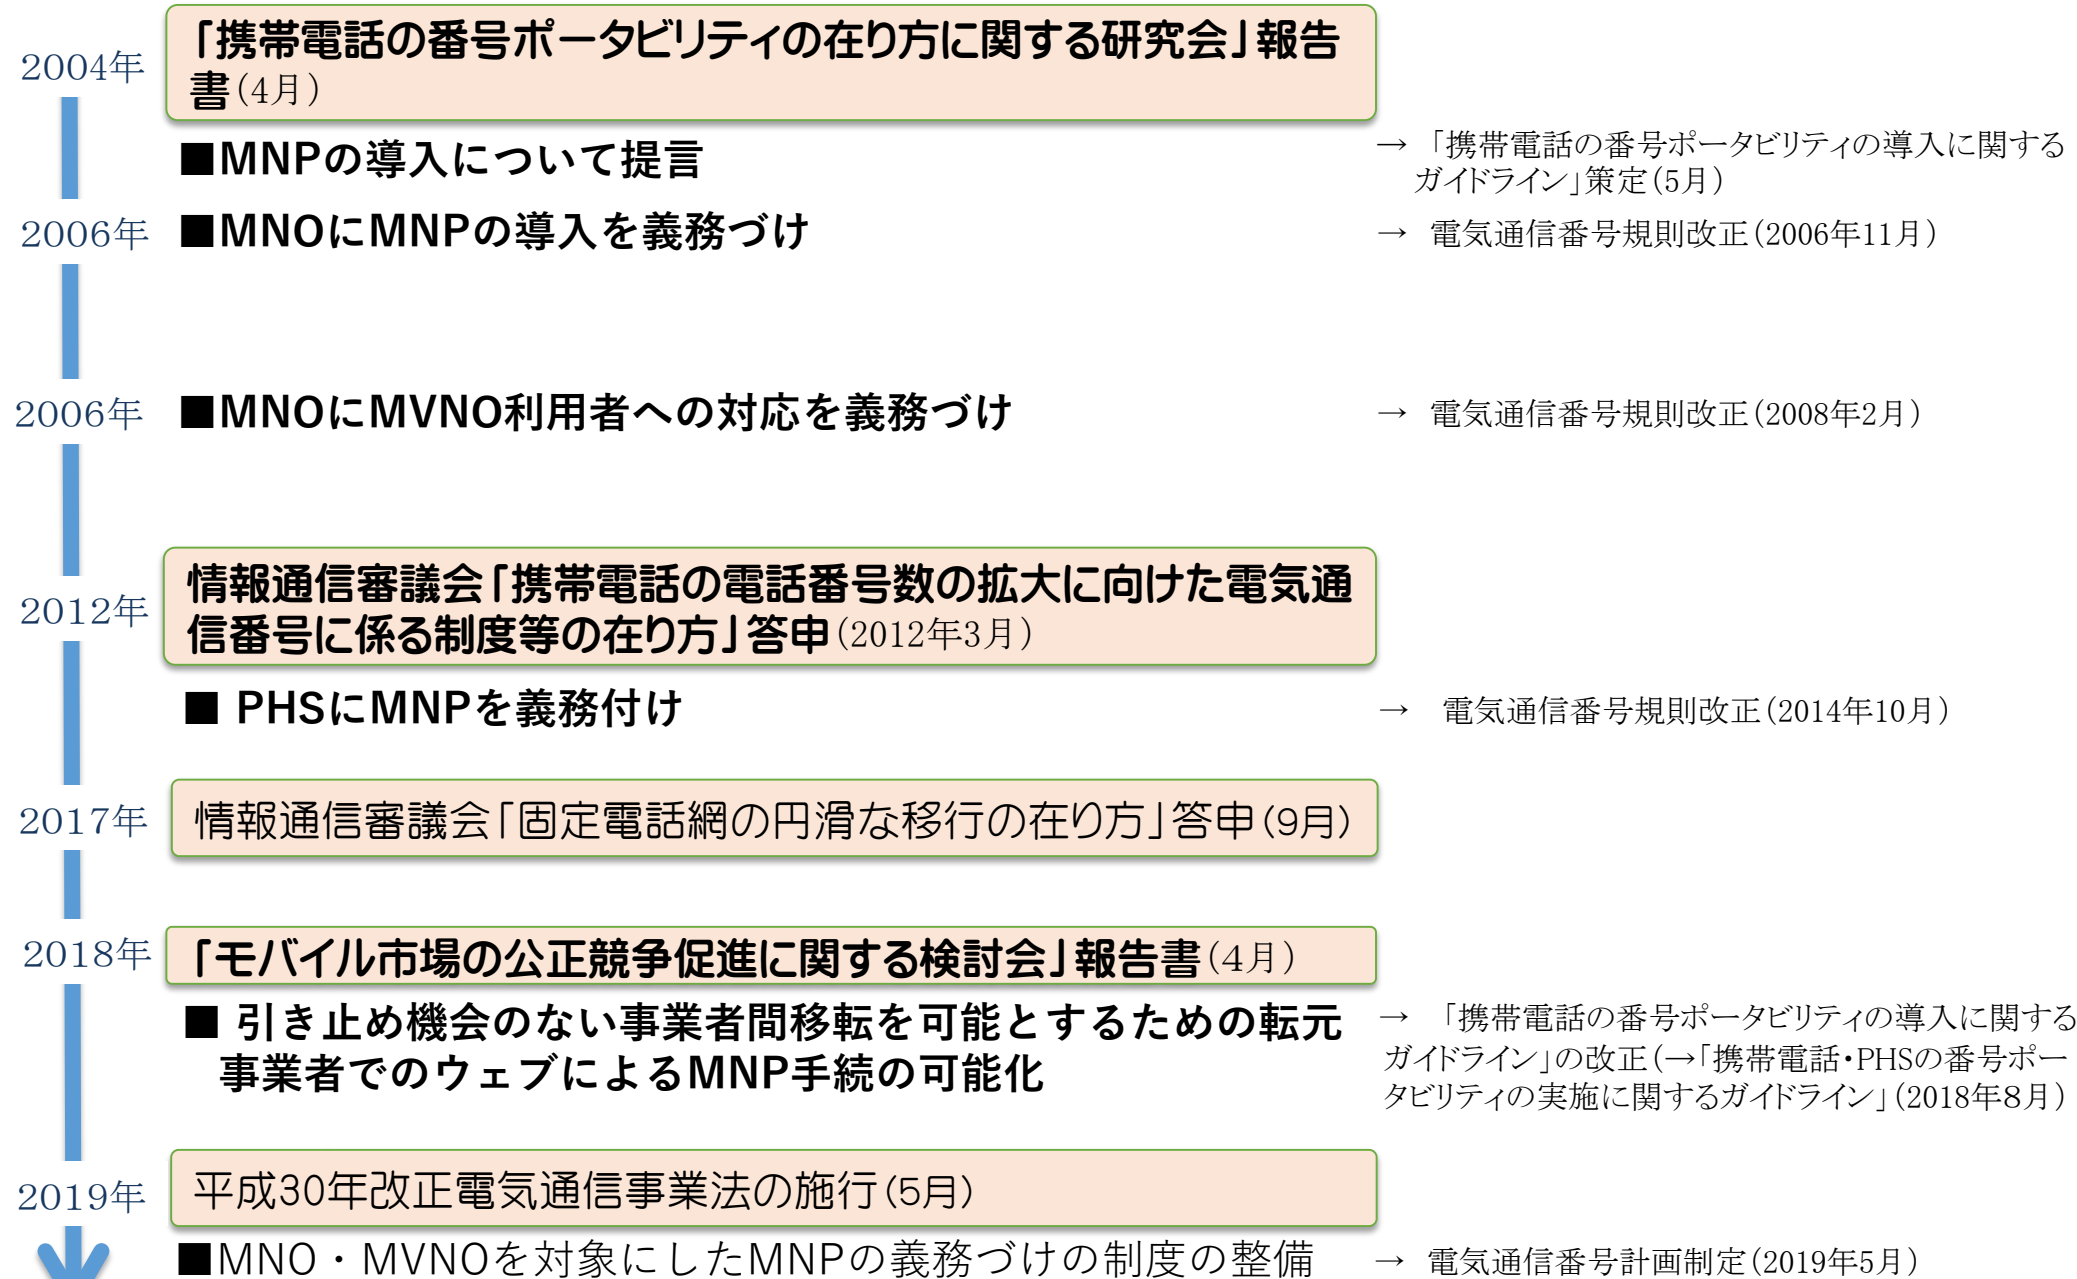 2004年
「携帯電話の番号ポータビリティの在り方に関する研究会」報告
書(4月)
■MNPの導入について提言
→ 「携帯電話の番号ポータビリティの導入に関する
ガイドライン」策定(5月)
2006年
■MNOにMNPの導入を義務づけ
→ 電気通信番号規則改正(2006年11月)
2006年
■MNOにMVNO利用者への対応を義務づけ
→ 電気通信番号規則改正(2008年2月)
2012年
情報通信審議会「携帯電話の電話番号数の拡大に向けた電気通
信番号に係る制度等の在り方」答申(2012年3月)
■ PHSにMNPを義務付け
→ 電気通信番号規則改正(2014年10月)
2017年
情報通信審議会「固定電話網の円滑な移行の在り方」答申(9月)
2018年
「モバイル市場の公正競争促進に関する検討会」報告書(4月)
■ 引き止め機会のない事業者間移転を可能とするための転元
事業者でのウェブによるMNP手続の可能化
→ 「携帯電話の番号ポータビリティの導入に関する
ガイドライン」の改正(→「携帯電話・PHSの番号ポー
タビリティの実施に関するガイドライン」(2018年8月)
2019年
平成30年改正電気通信事業法の施行(5月)
■MNO・MVNOを対象にしたMNPの義務づけの制度の整備
→ 電気通信番号計画制定(2019年5月)